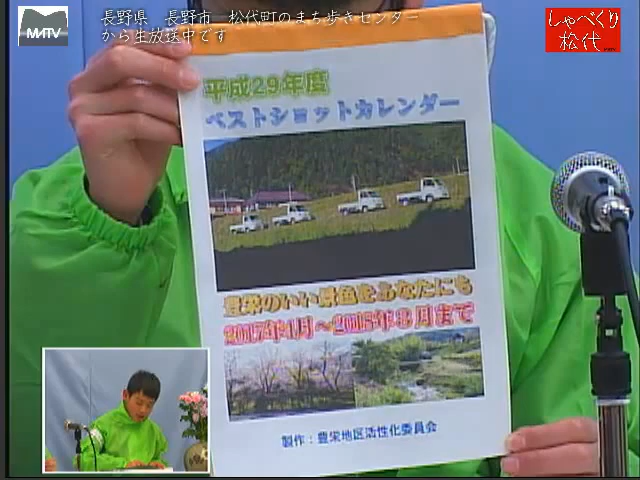 MATV
長野県　長野市　松代町のまち歩きセンター
から生放送中です
しゃべくり
松代
平成29年度
ベストショットカレンダー
豊栄のいい景色をあなたにも
2017年4月～2018年3月まで
製作：豊栄地区活性化委員会